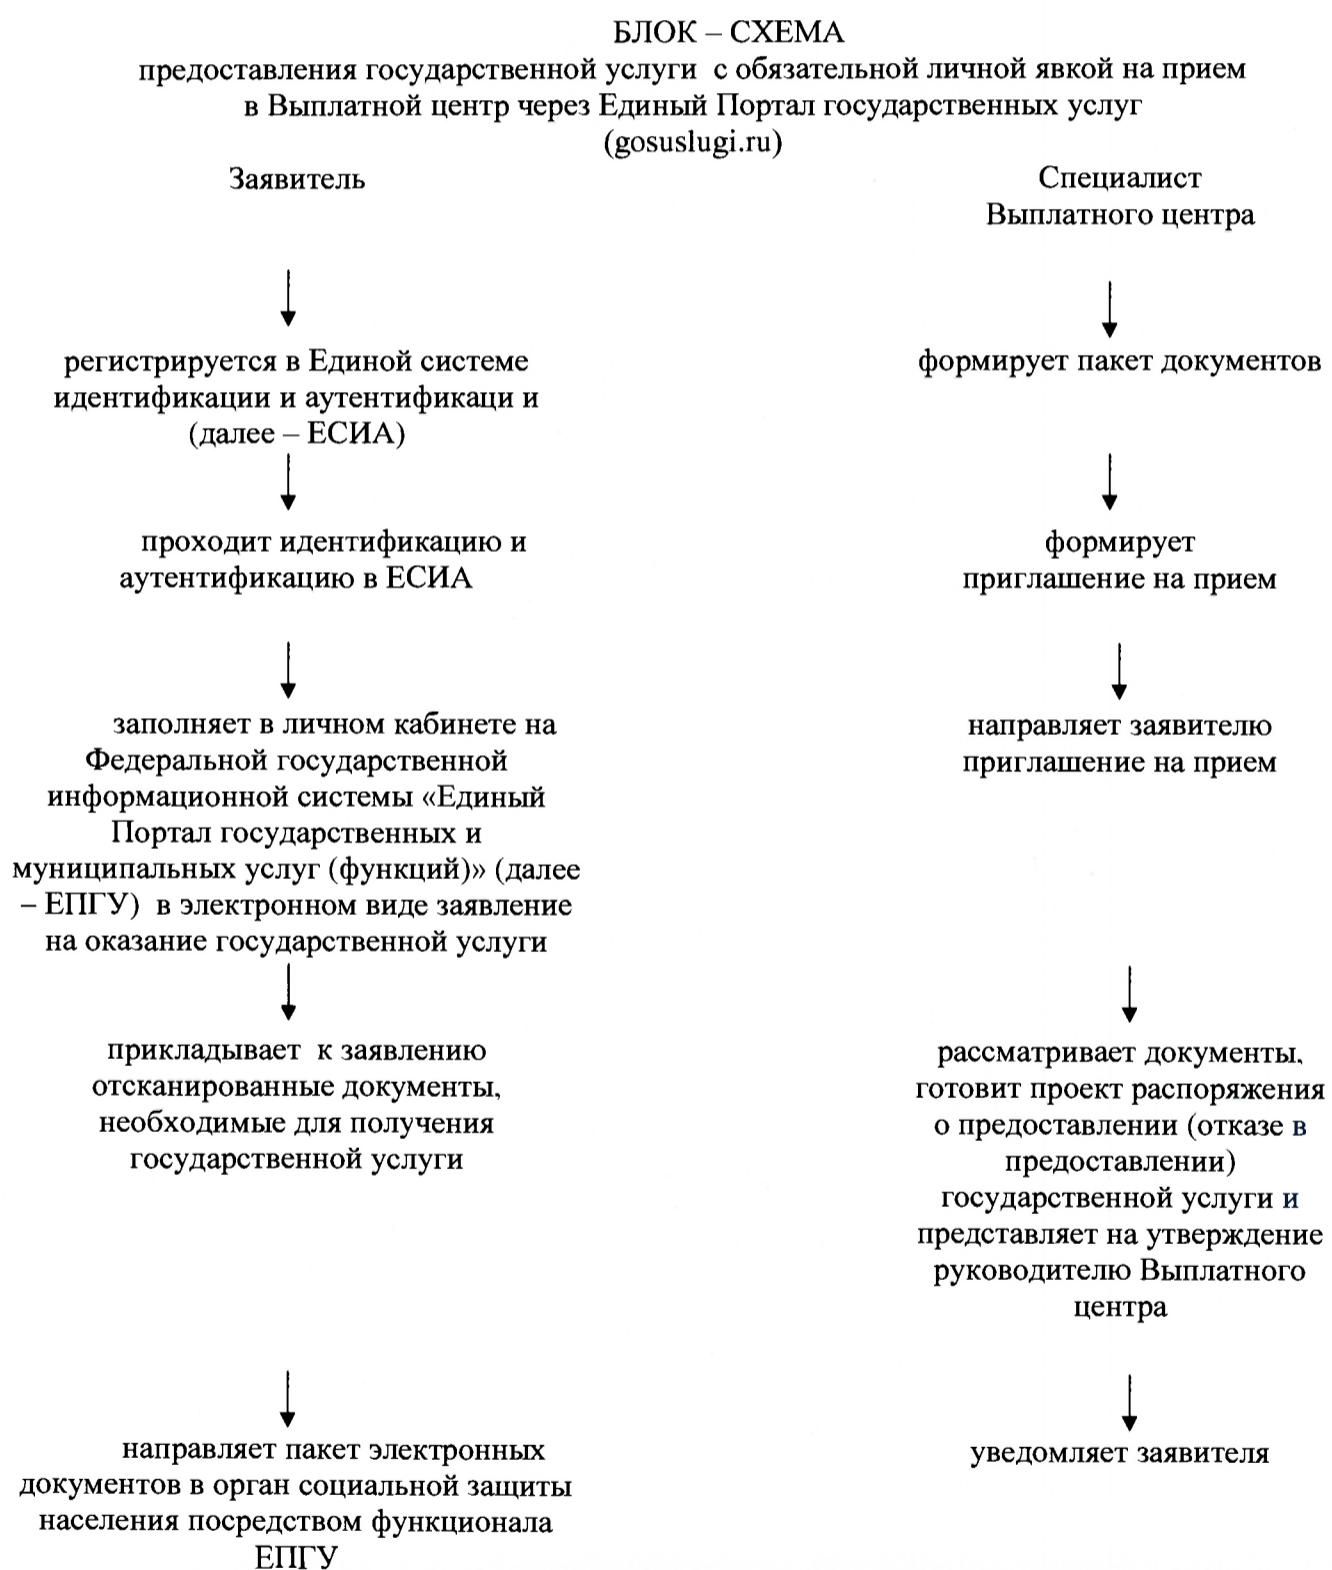 БЛОК – СХЕМА
предоставления государственной услуги с обязательной личной явкой на прием
в Выплатной центр через Единый Портал государственных услуг
(gosuslugi.ru)
Заявитель
регистрируется в Единой системе
идентификации и аутентификаци и
(далее – ЕСИА)
проходит идентификацию и
аутентификацию в ЕСИА
заполняет в личном кабинете на
Федеральной государственной
информационной системы «Единый
Портал государственных и
муниципальных услуг (функций)» (далее
– ЕПГУ) в электронном виде заявление
на оказание государственной услуги
прикладывает к заявлению
отсканированные документы,
необходимые для получения
государственной услуги
направляет пакет электронных
документов в орган социальной защиты
населения посредством функционала
ЕПГУ
Специалист
Выплатного центра
формирует пакет документов
формирует
приглашение на прием
направляет заявителю
приглашение на прием
рассматривает документы,
готовит проект распоряжения
о предоставлении (отказе в
предоставлении)
государственной услуги и
представляет на утверждение
руководителю Выплатного
центра
уведомляет заявителя